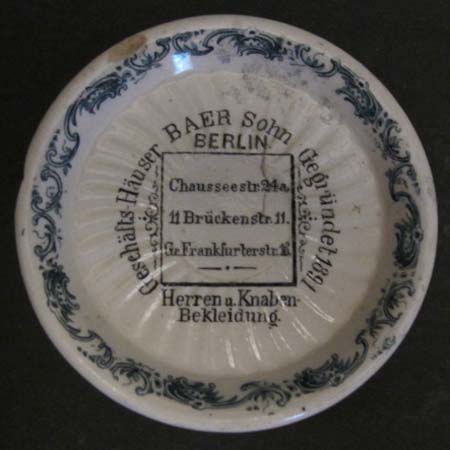 BAER Sohn
BERLIN
Geschäfts-Häuser
Gegründet 1891
Chausseestr. 24a.
11 Brückenstr. 11.
Gr. Frankfurterstr.
Herren u. Knaben-
Bekleidung.